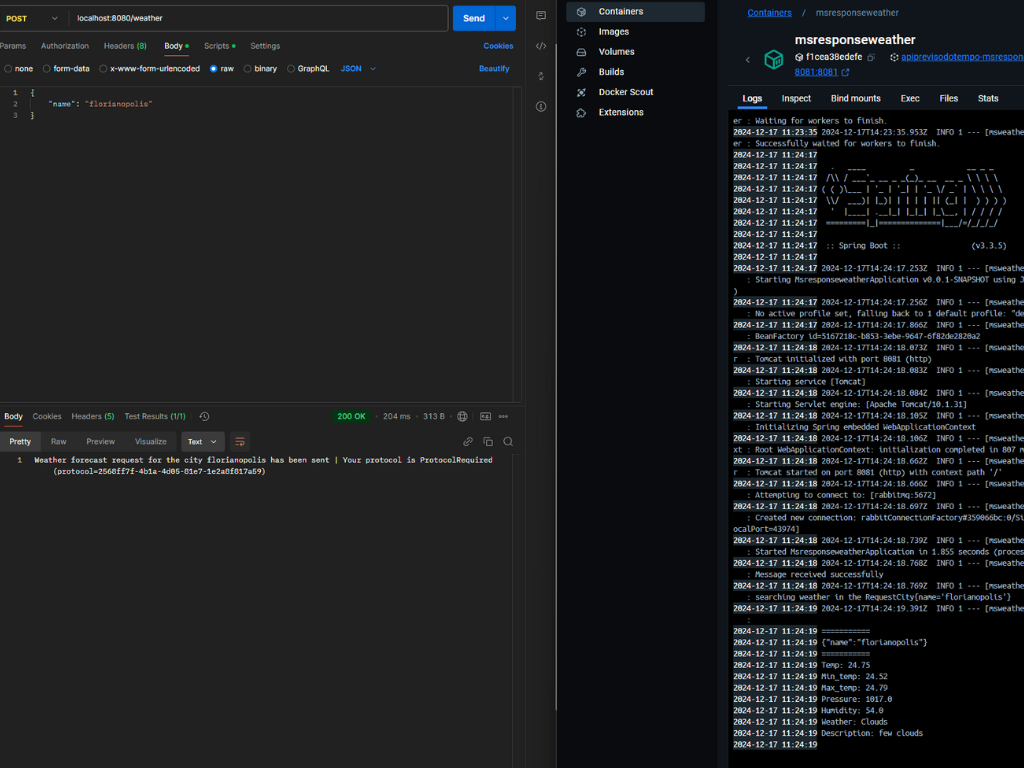 POST localhost:8080/weather Send
Params Authorization Headers (8) Body Scripts Settings Cookies
none form-data x-www-form-urlencoded raw binary GraphQL JSON Beautify
1 {
2 "name": "florianopolis"
3 }
Body Cookies Headers (5) Test Results (1/1) 200 OK 204 ms 313 B
Pretty Raw Preview Visualize Text
1 Weather forecast request for the city florianopolis has been sent | Your protocol is ProtocolRequired
Containers
Images
Volumes
Builds
Docker Scout
Extensions
Containers / msresponseweather
msresponseweather
f1cea38edefe apiprevisodotempo-msrespon
8081:8081
Logs Inspect Bind mounts Exec Files Stats
er : Waiting for workers to finish.
2024-12-17 11:23:35 2024-12-17T14:23:35.953Z INFO 1 --- [msweathe
er : Successfully waited for workers to finish.
2024-12-17 11:24:17
2024-12-17 11:24:17
2024-12-17 11:24:17
2024-12-17 11:24:17
2024-12-17 11:24:17
2024-12-17 11:24:17
2024-12-17 11:24:17
2024-12-17 11:24:17
2024-12-17 11:24:17 :: Spring Boot :: (v3.3.5)
2024-12-17 11:24:17
2024-12-17 11:24:17 2024-12-17T14:24:17.253Z INFO 1 --- [msweathe
: Starting MsresponseweatherApplication v0.0.1-SNAPSHOT using J
)
2024-12-17 11:24:17 2024-12-17T14:24:17.256Z INFO 1 --- [msweathe
: No active profile set, falling back to 1 default profile: "de
2024-12-17 11:24:17 2024-12-17T14:24:17.866Z INFO 1 --- [msweathe
: BeanFactory id=5167218c-b853-3ebe-9647-6f82de2820a2
2024-12-17 11:24:18 2024-12-17T14:24:18.073Z INFO 1 --- [msweathe
r : Tomcat initialized with port 8081 (http)
2024-12-17 11:24:18 2024-12-17T14:24:18.083Z INFO 1 --- [msweathe
: Starting service [Tomcat]
2024-12-17 11:24:18 2024-12-17T14:24:18.084Z INFO 1 --- [msweathe
: Starting Servlet engine: [Apache Tomcat/10.1.31]
2024-12-17 11:24:18 2024-12-17T14:24:18.105Z INFO 1 --- [msweathe
: Initializing Spring embedded WebApplicationContext
2024-12-17 11:24:18 2024-12-17T14:24:18.106Z INFO 1 --- [msweathe
xt : Root WebApplicationContext: initialization completed in 807 m
2024-12-17 11:24:18 2024-12-17T14:24:18.662Z INFO 1 --- [msweathe
r : Tomcat started on port 8081 (http) with context path '/'
2024-12-17 11:24:18 2024-12-17T14:24:18.666Z INFO 1 --- [msweathe
: Attempting to connect to: [rabbitmq:5672]
2024-12-17 11:24:18 2024-12-17T14:24:18.697Z INFO 1 --- [msweathe
: Created new connection: rabbitConnectionFactory#359066bc:0/Si
ocalPort=43974]
2024-12-17 11:24:18 2024-12-17T14:24:18.739Z INFO 1 --- [msweathe
: Started MsresponseweatherApplication in 1.855 seconds (proces
2024-12-17 11:24:18 2024-12-17T14:24:18.768Z INFO 1 --- [msweathe
: Message received successfully
2024-12-17 11:24:18 2024-12-17T14:24:18.769Z INFO 1 --- [msweathe
: searching weather in the RequestCity{name='florianopolis'}
2024-12-17 11:24:19 2024-12-17T14:24:19.391Z INFO 1 --- [msweathe
:
2024-12-17 11:24:19 ===========
2024-12-17 11:24:19 {"name":"florianopolis"}
2024-12-17 11:24:19 ===========
2024-12-17 11:24:19 Temp: 24.75
2024-12-17 11:24:19 Min_temp: 24.52
2024-12-17 11:24:19 Max_temp: 24.79
2024-12-17 11:24:19 Pressure: 1017.0
2024-12-17 11:24:19 Humidity: 54.0
2024-12-17 11:24:19 Weather: Clouds
2024-12-17 11:24:19 Description: few clouds
2024-12-17 11:24:19